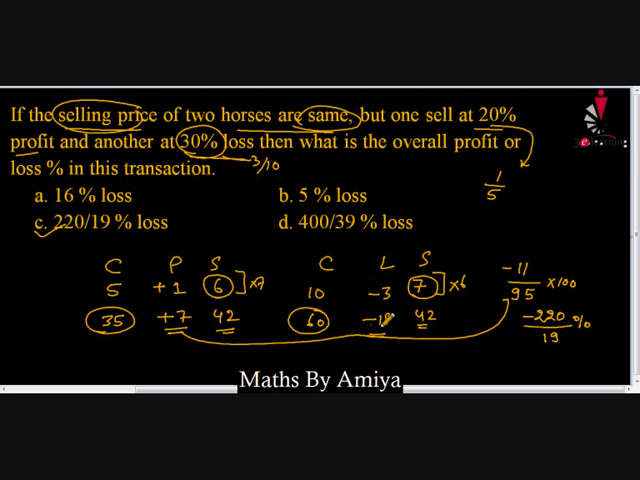 If the selling price of two horses are same, but one sell at 20%
profit and another at 30% loss then what is the overall profit or
loss % in this transaction.
3/10
a. 16 % loss b. 5 % loss
1/5
c. 220/19 % loss d. 400/39 % loss
C P S C L S
5 +1 6 ×7 10 -3 7 ×6
-11/95 ×100
35 +7 42 60 -18 42
-220/19 %
Maths By Amiya